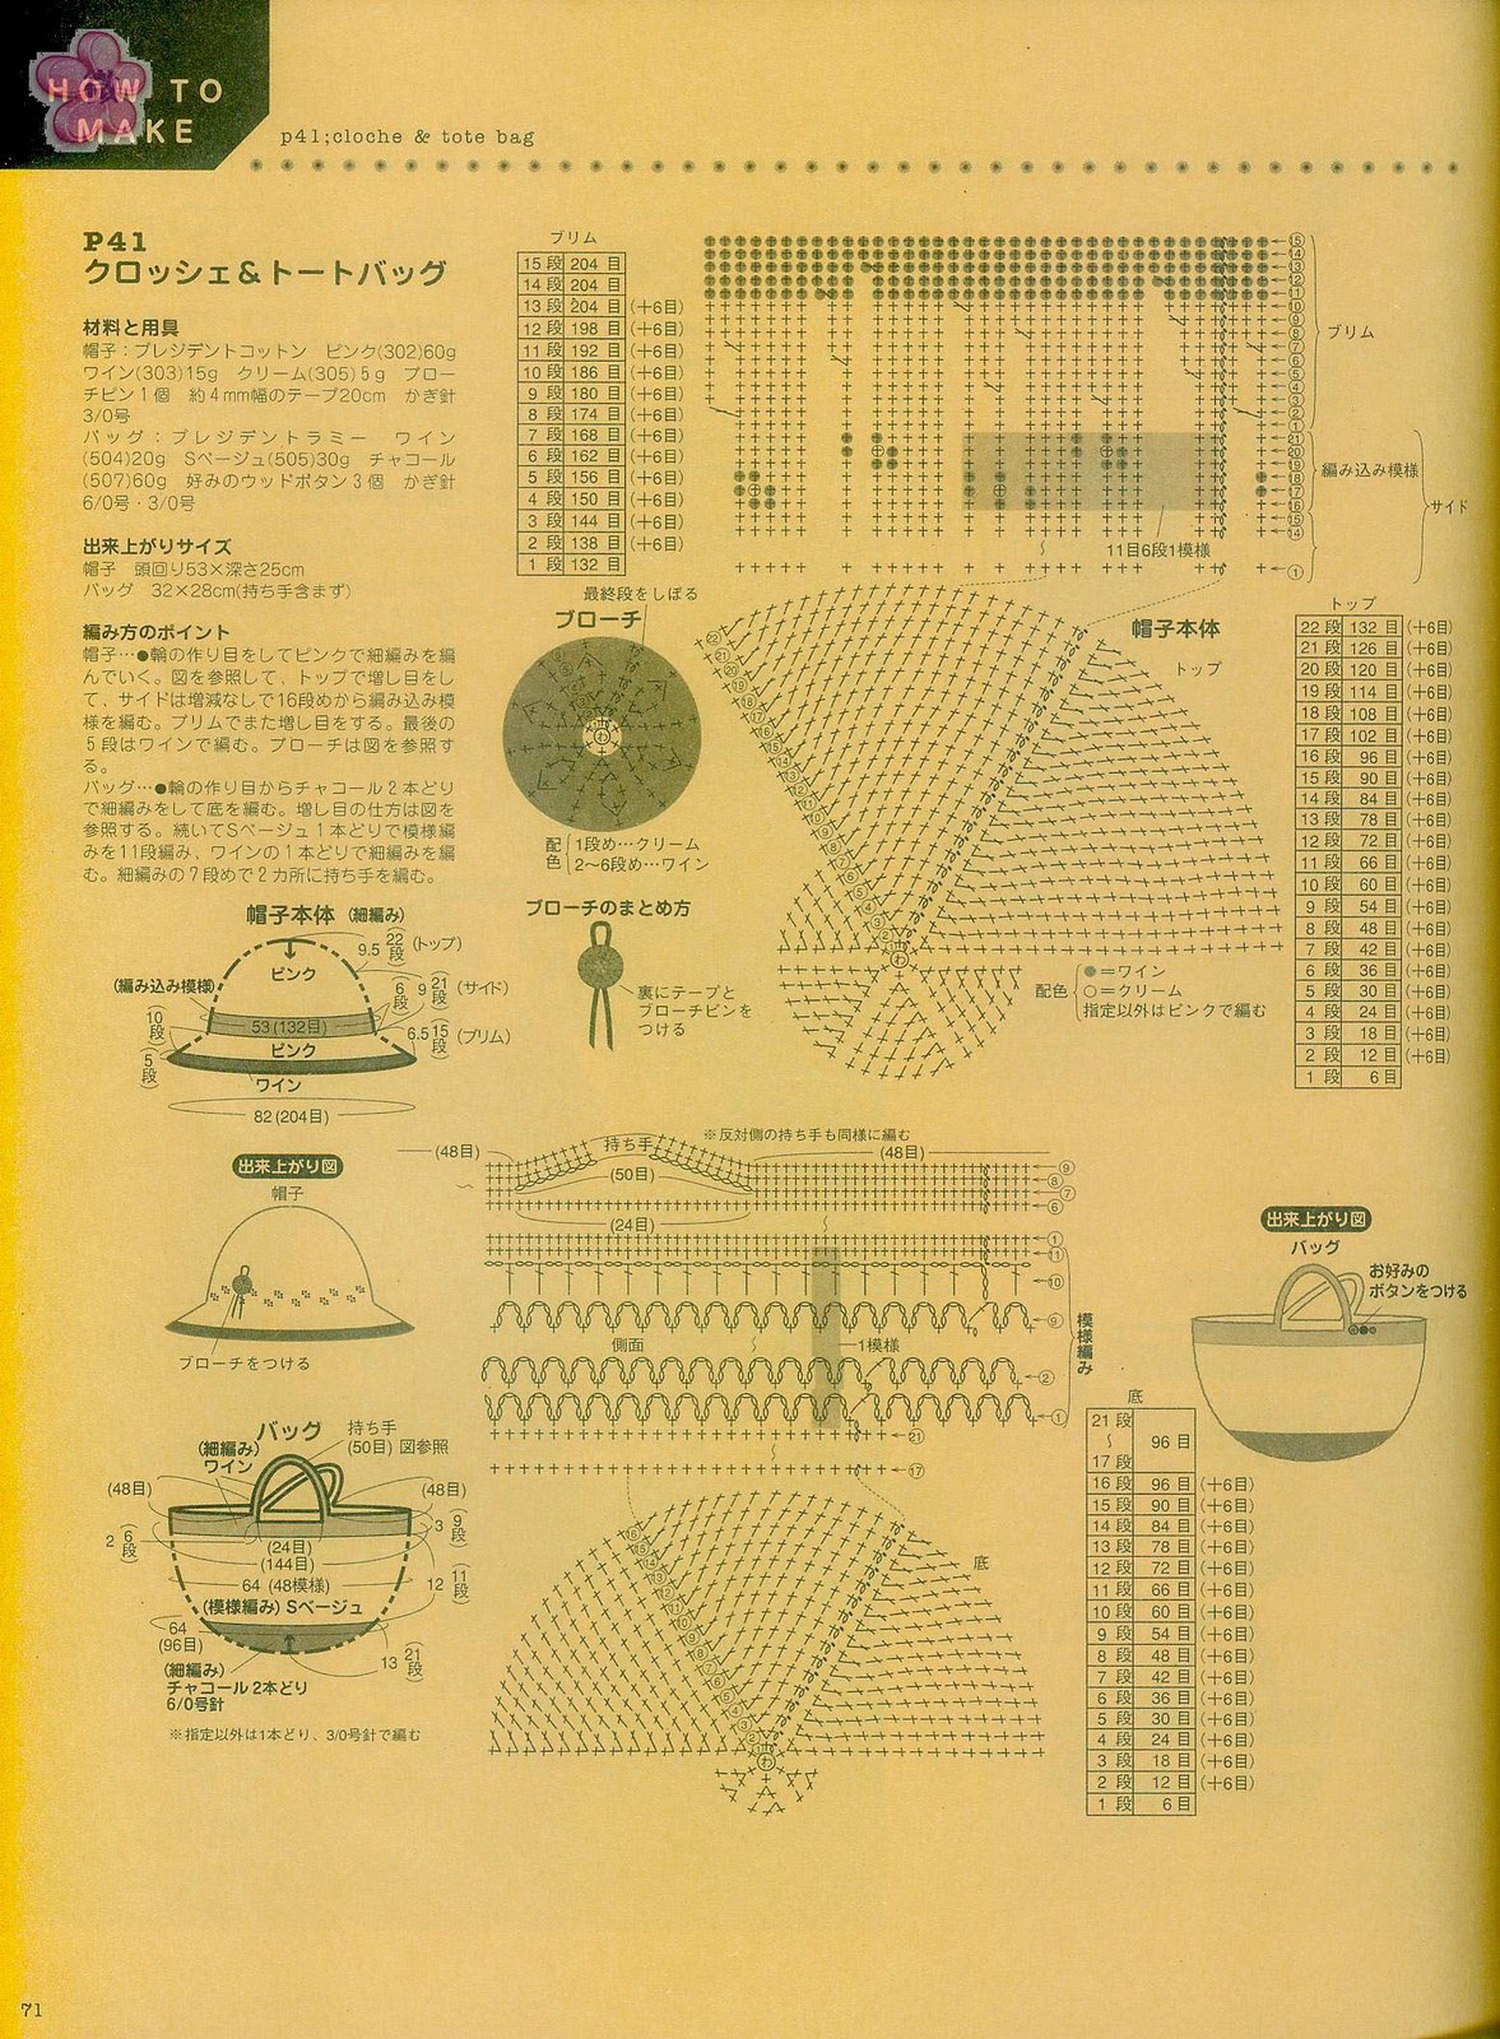 HOW TO
MAKE
p41;cloche & tote bag
P41
クロッシェ&トートバッグ
材料と用具
帽子：プレジデントコットン　ピンク(302)60g
ワイン(303)15g　クリーム(305)5g　ブロー
チピン1個　約4mm幅のテープ20cm　かぎ針
3/0号
バッグ：プレジデントラミー　ワイン
(504)20g　Sベージュ(505)30g　チャコール
(507)60g　好みのウッドボタン3個　かぎ針
6/0号・3/0号
出来上がりサイズ
帽子　頭回り53×深さ25cm
バッグ　32×28cm(持ち手含まず)
編み方のポイント
帽子…●輪の作り目をしてピンクで細編みを編
んでいく。図を参照して、トップで増し目をし
て、サイドは増減なしで16段めから編み込み模
様を編む。ブリムでまた増し目をする。最後の
5段はワインで編む。ブローチは図を参照す
る。
バッグ…●輪の作り目からチャコール2本どり
で細編みをして底を編む。増し目の仕方は図を
参照する。続いてSベージュ1本どりで模様編
みを11段編み、ワインの1本どりで細編みを編
む。細編みの7段めで2カ所に持ち手を編む。
ブリム
15段 204目
14段 204目
13段 204目 (+6目)
12段 198目 (+6目)
11段 192目 (+6目)
10段 186目 (+6目)
9段 180目 (+6目)
8段 174目 (+6目)
7段 168目 (+6目)
6段 162目 (+6目)
5段 156目 (+6目)
4段 150目 (+6目)
3段 144目 (+6目)
2段 138目 (+6目)
1段 132目
⑮
⑭
⑬
⑫
⑪
⑩
⑨
⑧
⑦
⑥
⑤
④
③
②
①
㉑
⑳
⑲
⑱
⑰
⑯
⑮
⑭
①
ブリム
編み込み模様
サイド
11目6段1模様
最終段をしぼる
ブローチ
わ
配色
1段め…クリーム
2〜6段め…ワイン
ブローチのまとめ方
裏にテープと
ブローチピンを
つける
帽子本体
トップ
わ
配色
●=ワイン
○=クリーム
指定以外はピンクで編む
トップ
22段 132目 (+6目)
21段 126目 (+6目)
20段 120目 (+6目)
19段 114目 (+6目)
18段 108目 (+6目)
17段 102目 (+6目)
16段 96目 (+6目)
15段 90目 (+6目)
14段 84目 (+6目)
13段 78目 (+6目)
12段 72目 (+6目)
11段 66目 (+6目)
10段 60目 (+6目)
9段 54目 (+6目)
8段 48目 (+6目)
7段 42目 (+6目)
6段 36目 (+6目)
5段 30目 (+6目)
4段 24目 (+6目)
3段 18目 (+6目)
2段 12目 (+6目)
1段 6目
帽子本体 (細編み)
9.5 22段 (トップ)
ピンク
(編み込み模様)
6段 9 21段 (サイド)
53(132目)
10段
6.5 15段 (ブリム)
ピンク
5段
ワイン
82(204目)
出来上がり図
帽子
ブローチをつける
バッグ
持ち手
(50目) 図参照
(細編み)
ワイン
(48目)
(48目)
2 6段
3 9段
(24目)
(144目)
64 (48模様)
12 11段
(模様編み) Sベージュ
64
(96目)
13 21段
(細編み)
チャコール2本どり
6/0号針
※指定以外は1本どり、3/0号針で編む
※反対側の持ち手も同様に編む
(48目)
持ち手
(48目)
(50目)
(24目)
⑨
⑧
⑦
⑥
①
⑪
⑩
⑨
②
①
㉑
⑰
側面
1模様
模様編み
底
わ
底
21段
〜 96目
17段
16段 96目 (+6目)
15段 90目 (+6目)
14段 84目 (+6目)
13段 78目 (+6目)
12段 72目 (+6目)
11段 66目 (+6目)
10段 60目 (+6目)
9段 54目 (+6目)
8段 48目 (+6目)
7段 42目 (+6目)
6段 36目 (+6目)
5段 30目 (+6目)
4段 24目 (+6目)
3段 18目 (+6目)
2段 12目 (+6目)
1段 6目
出来上がり図
バッグ
お好みの
ボタンをつける
71